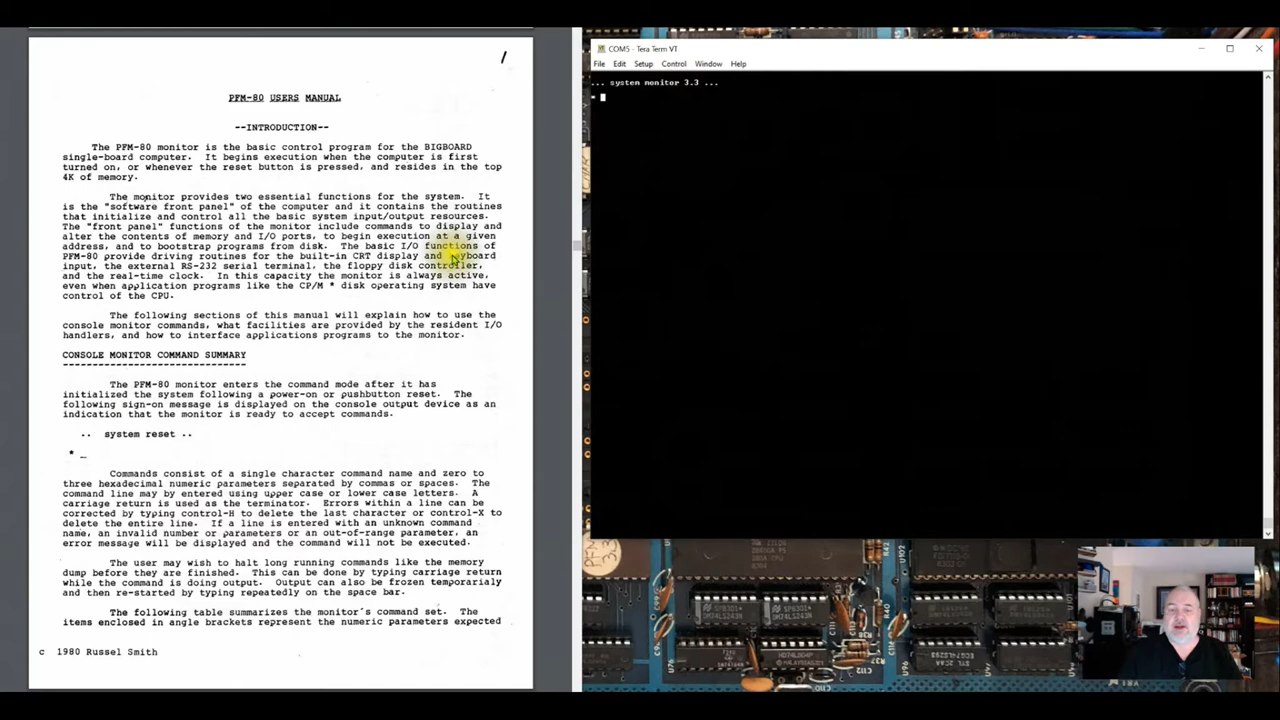 1
PFM-80 USERS MANUAL
--INTRODUCTION--
The PFM-80 monitor is the basic control program for the BIGBOARD
single-board computer. It begins execution when the computer is first
turned on, or whenever the reset button is pressed, and resides in the top
4K of memory.
The monitor provides two essential functions for the system. It
is the "software front panel" of the computer and it contains the routines
that initialize and control all the basic system input/output resources.
The "front panel" functions of the monitor include commands to display and
alter the contents of memory and I/O ports, to begin execution at a given
address, and to bootstrap programs from disk. The basic I/O functions of
PFM-80 provide driving routines for the built-in CRT display and keyboard
input, the external RS-232 serial terminal, the floppy disk controller,
and the real-time clock. In this capacity the monitor is always active,
even when application programs like the CP/M * disk operating system have
control of the CPU.
The following sections of this manual will explain how to use the
console monitor commands, what facilities are provided by the resident I/O
handlers, and how to interface applications programs to the monitor.
CONSOLE MONITOR COMMAND SUMMARY
-------------------------------
The PFM-80 monitor enters the command mode after it has
initialized the system following a power-on or pushbutton reset. The
following sign-on message is displayed on the console output device as an
indication that the monitor is ready to accept commands.
.. system reset ..
* _
Commands consist of a single character command name and zero to
three hexadecimal numeric parameters separated by commas or spaces. The
command line may by entered using upper case or lower case letters. A
carriage return is used as the terminator. Errors within a line can be
corrected by typing control-H to delete the last character or control-X to
delete the entire line. If a line is entered with an unknown command
name, an invalid number or parameters or an out-of-range parameter, an
error message will be displayed and the command will not be executed.
The user may wish to halt long running commands like the memory
dump before they are finished. This can be done by typing carriage return
while the command is doing output. Output can also be frozen temporarialy
and then re-started by typing repeatedly on the space bar.
The following table summarizes the monitor's command set. The
items enclosed in angle brackets represent the numeric parameters expected
c 1980 Russel Smith
COM5 - Tera Term VT
File Edit Setup Control Window Help
... system monitor 3.3 ...
*